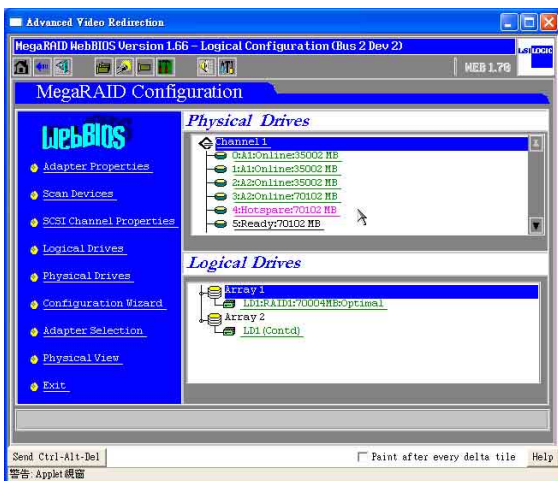 Advanced Video Redirection
MegaRAID WebBIOS Version 1.66 - Logical Configuration (Bus 2 Dev 2)
LSI LOGIC
WEB 1.78
MegaRAID Configuration
WebBIOS
Adapter Properties
Scan Devices
SCSI Channel Properties
Logical Drives
Physical Drives
Configuration Wizard
Adapter Selection
Physical View
Exit
Physical Drives
Channel 1
0:A1:Online:35002 MB
1:A1:Online:35002 MB
2:A2:Online:35002 MB
3:A2:Online:70102 MB
4:Hotspare:70102 MB
5:Ready:70102 MB
Logical Drives
Array 1
LD1:RAID1:70004MB:Optimal
Array 2
LD1 (Contd)
Send Ctrl-Alt-Del
Paint after every delta tile
Help
警告: Applet 視窗